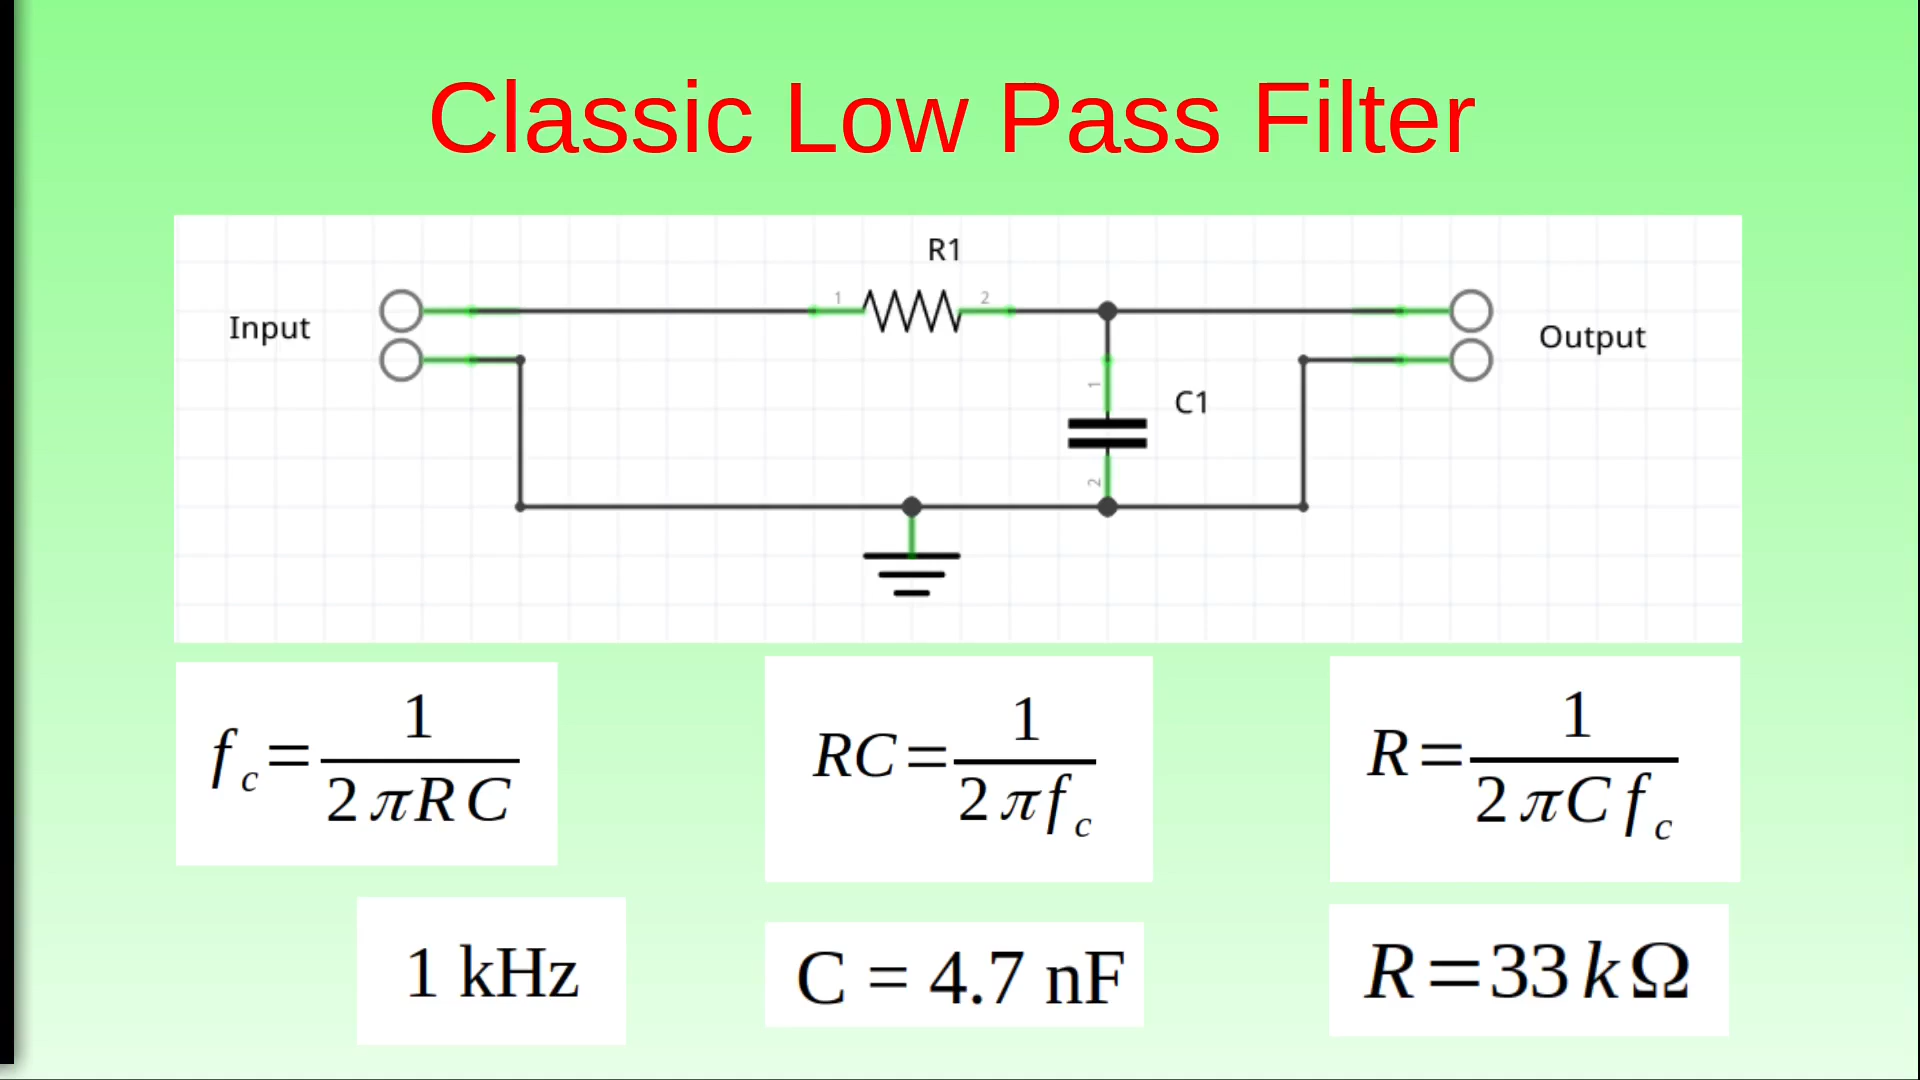 Classic Low Pass Filter
R1
1 2
Input
Output
1
C1
2
f_c = 1 / (2πRC)
RC = 1 / (2πf_c)
R = 1 / (2πCf_c)
1 kHz
C = 4.7 nF
R = 33 kΩ